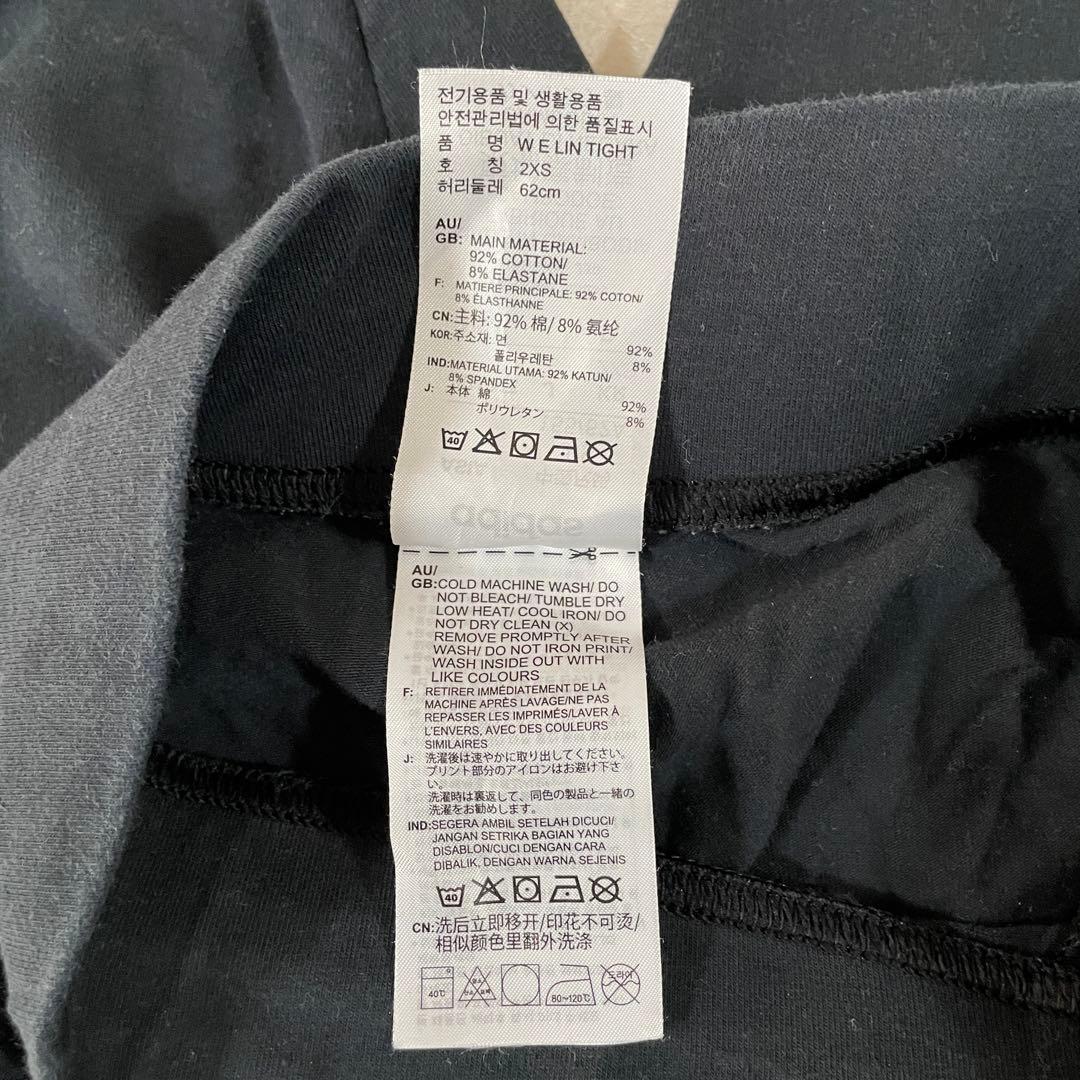 전기용품 및 생활용품
안전관리법에 의한 품질표시
품 명 W E LIN TIGHT
호 칭 2XS
허리둘레 62cm
AU/
GB: MAIN MATERIAL:
92% COTTON/
8% ELASTANE
F: MATIERE PRINCIPALE: 92% COTON/
8% ÉLASTHANNE
CN:主料: 92% 棉/ 8% 氨纶
KOR:주소재: 면 92%
폴리우레탄 8%
IND:MATERIAL UTAMA: 92% KATUN/
8% SPANDEX
J: 本体 綿 92%
ポリウレタン 8%
40
adidas
AU/
GB:COLD MACHINE WASH/ DO
NOT BLEACH/ TUMBLE DRY
LOW HEAT/ COOL IRON/ DO
NOT DRY CLEAN (X)
REMOVE PROMPTLY AFTER
WASH/ DO NOT IRON PRINT/
WASH INSIDE OUT WITH
LIKE COLOURS
F: RETIRER IMMÉDIATEMENT DE LA
MACHINE APRÈS LAVAGE/NE PAS
REPASSER LES IMPRIMÉS/LAVER À
L'ENVERS, AVEC DES COULEURS
SIMILAIRES
J: 洗濯後は速やかに取り出してください。
プリント部分のアイロンはお避け下さ
い。
洗濯時は裏返して、同色の製品と一緒の
洗濯をお勧めします。
IND:SEGERA AMBIL SETELAH DICUCI/
JANGAN SETRIKA BAGIAN YANG
DISABLON/CUCI DENGAN CARA
DIBALIK, DENGAN WARNA SEJENIS
40
CN:洗后立即移开/印花不可烫/
相似颜色里翻外洗涤
40℃ 80~120℃ 드라이